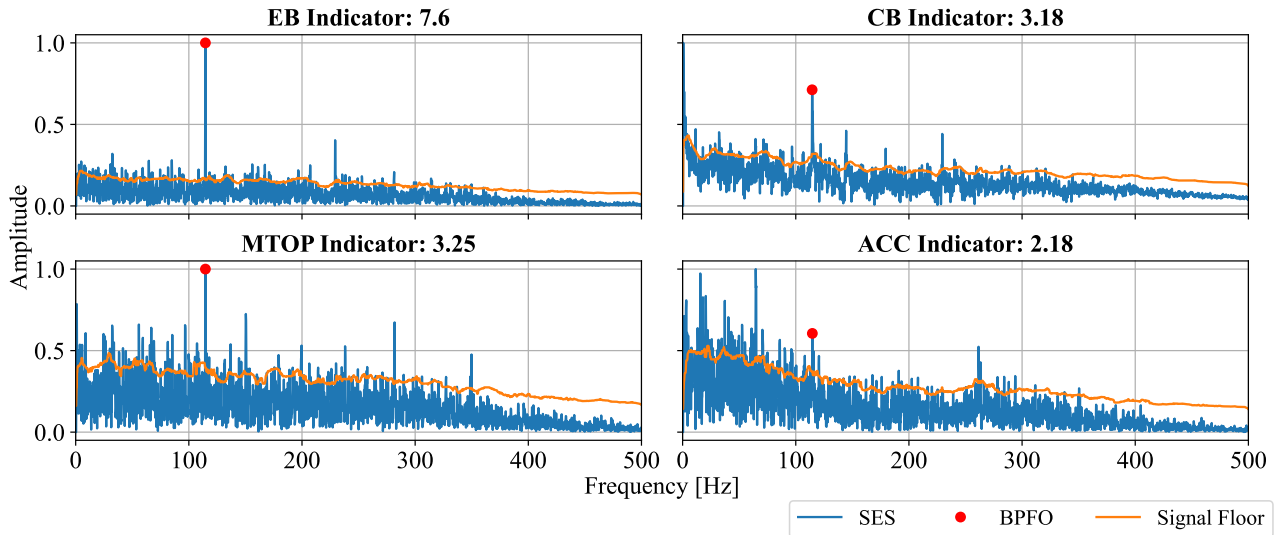 EB Indicator: 7.6
CB Indicator: 3.18
1.0
0.5
0.0
MTOP Indicator: 3.25
ACC Indicator: 2.18
1.0
0.5
0.0
Amplitude
0 100 200 300 400 500
0 100 200 300 400 500
Frequency [Hz]
SES BPFO Signal Floor